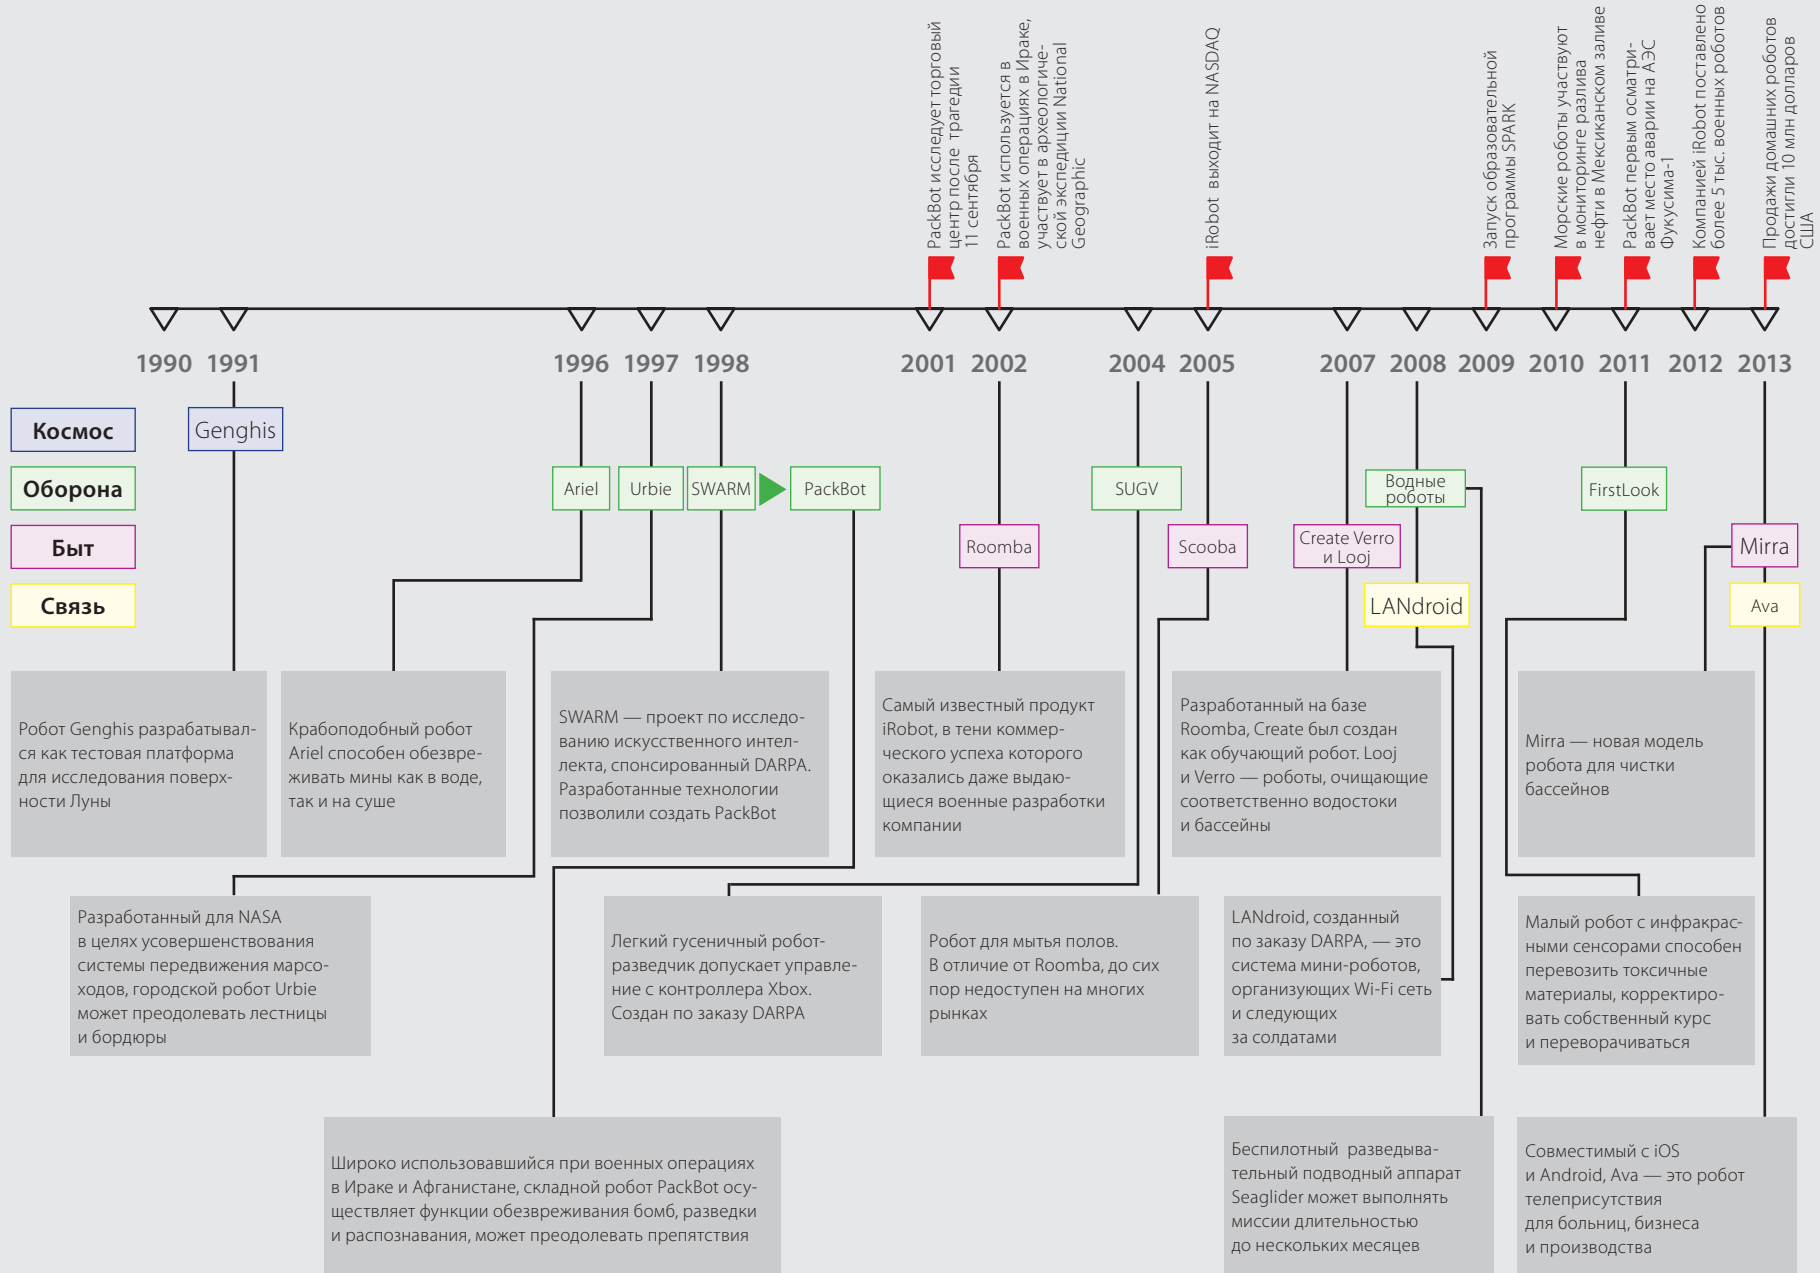 PackBot исследует торговый
центр после трагедии
11 сентября
PackBot используется в
военных операциях в Ираке,
участвует в археологиче-
ской экспедиции National
Geographic
iRobot выходит на NASDAQ
Запуск образовательной
программы SPARK
Морские роботы участвуют
в мониторинге разлива
нефти в Мексиканском заливе
PackBot первым осматри-
вает место аварии на АЭС
Фукусима-1
Компанией iRobot поставлено
более 5 тыс. военных роботов
Продажи домашних роботов
достигли 10 млн долларов
США
1990 1991 1996 1997 1998 2001 2002 2004 2005 2007 2008 2009 2010 2011 2012 2013
Космос
Genghis
Оборона
Ariel
Urbie
SWARM
PackBot
SUGV
Водные
роботы
FirstLook
Быт
Roomba
Scooba
Create Verro
и Looj
Mirra
Связь
LANdroid
Ava
Робот Genghis разрабатывал-
ся как тестовая платформа
для исследования поверх-
ности Луны
Крабоподобный робот
Ariel способен обезвре-
живать мины как в воде,
так и на суше
SWARM — проект по исследо-
ванию искусственного интел-
лекта, спонсированный DARPA.
Разработанные технологии
позволили создать PackBot
Самый известный продукт
iRobot, в тени коммер-
ческого успеха которого
оказались даже выдаю-
щиеся военные разработки
компании
Разработанный на базе
Roomba, Create был создан
как обучающий робот. Looj
и Verro — роботы, очищающие
соответственно водостоки
и бассейны
Mirra — новая модель
робота для чистки
бассейнов
Разработанный для NASA
в целях усовершенствования
системы передвижения марсо-
ходов, городской робот Urbie
может преодолевать лестницы
и бордюры
Легкий гусеничный робот-
разведчик допускает управле-
ние с контроллера Xbox.
Создан по заказу DARPA
Робот для мытья полов.
В отличие от Roomba, до сих
пор недоступен на многих
рынках
LANdroid, созданный
по заказу DARPA, — это
система мини-роботов,
организующих Wi-Fi сеть
и следующих
за солдатами
Малый робот с инфракрас-
ными сенсорами способен
перевозить токсичные
материалы, корректиро-
вать собственный курс
и переворачиваться
Широко использовавшийся при военных операциях
в Ираке и Афганистане, складной робот PackBot осу-
ществляет функции обезвреживания бомб, разведки
и распознавания, может преодолевать препятствия
Беспилотный разведыва-
тельный подводный аппарат
Seaglider может выполнять
миссии длительностью
до нескольких месяцев
Совместимый с iOS
и Android, Ava — это робот
телеприсутствия
для больниц, бизнеса
и производства